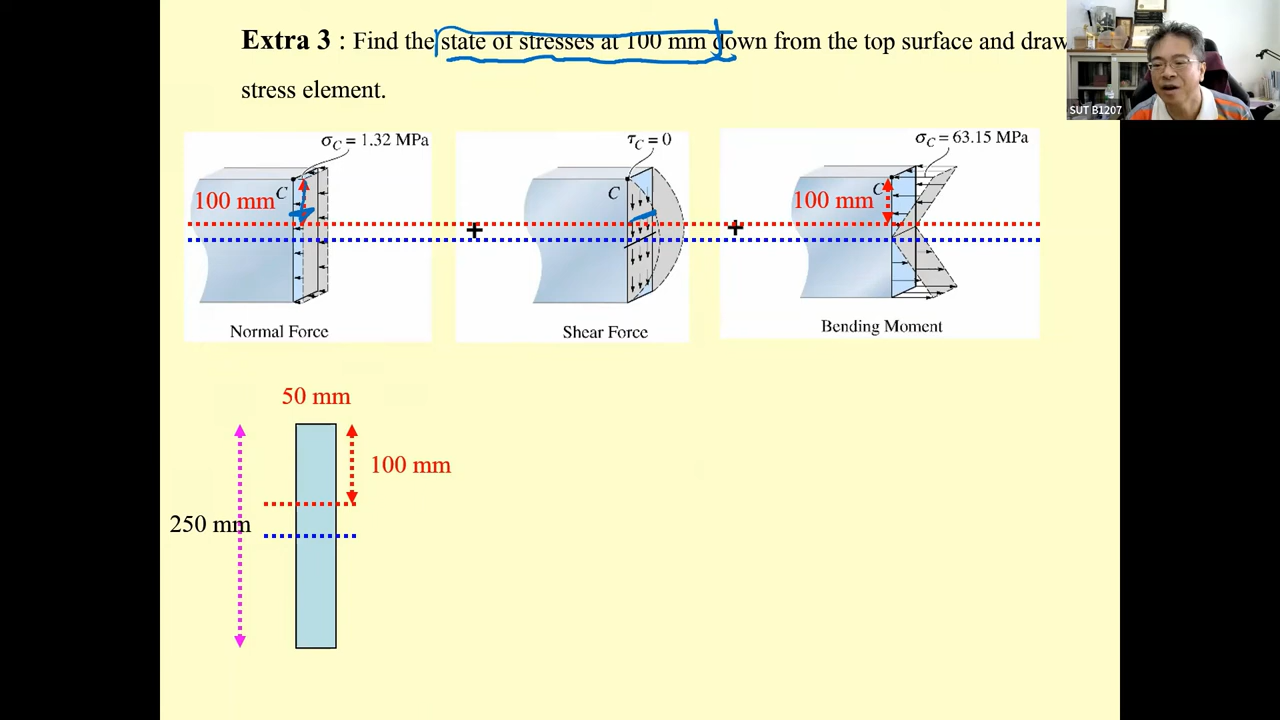 Extra 3 : Find the state of stresses at 100 mm down from the top surface and draw
stress element.
SUT B1207
σC = 1.32 MPa
C
100 mm
Normal Force
+
τC = 0
C
Shear Force
+
σC = 63.15 MPa
C
100 mm
Bending Moment
50 mm
100 mm
250 mm